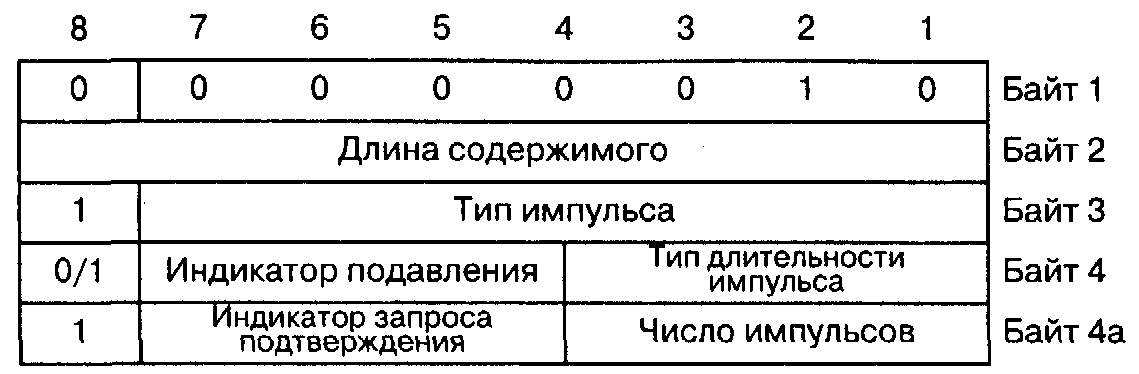 8 7 6 5 4 3 2 1
0 0 0 0 0 0 1 0 Байт 1
Длина содержимого Байт 2
1 Тип импульса Байт 3
0/1 Индикатор подавления Тип длительности импульса Байт 4
1 Индикатор запроса подтверждения Число импульсов Байт 4а